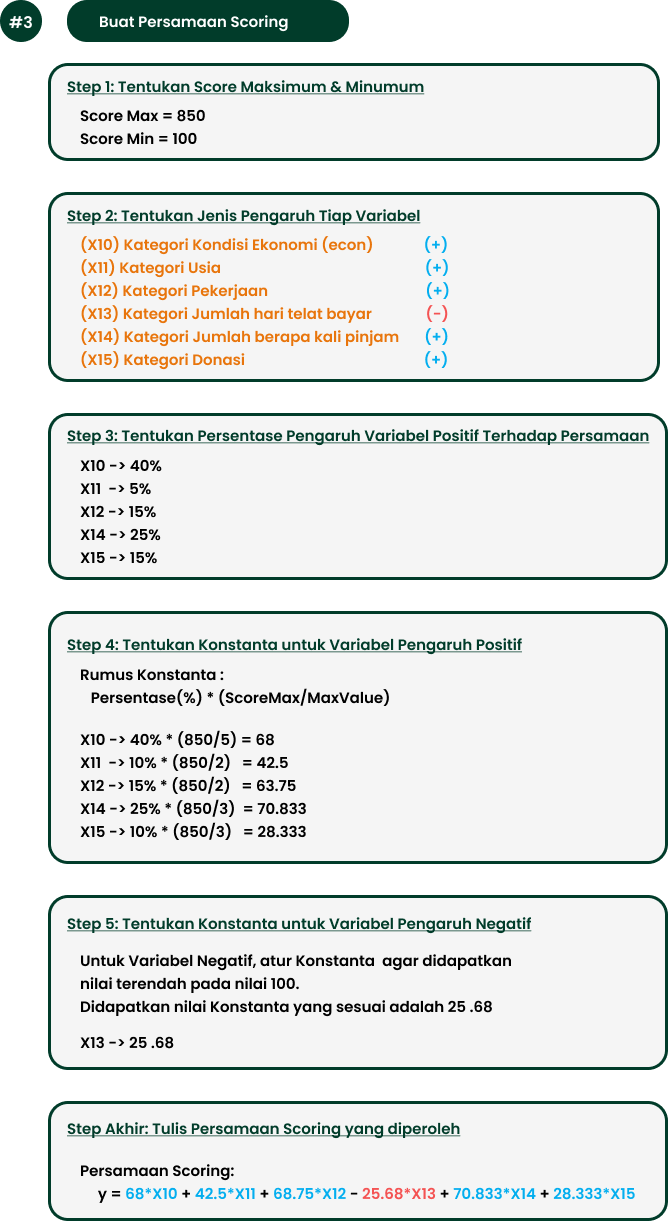 #3
Buat Persamaan Scoring
Step 1: Tentukan Score Maksimum & Minumum
Score Max = 850
Score Min = 100
Step 2: Tentukan Jenis Pengaruh Tiap Variabel
(X10) Kategori Kondisi Ekonomi (econ) (+)
(X11) Kategori Usia (+)
(X12) Kategori Pekerjaan (+)
(X13) Kategori Jumlah hari telat bayar (-)
(X14) Kategori Jumlah berapa kali pinjam (+)
(X15) Kategori Donasi (+)
Step 3: Tentukan Persentase Pengaruh Variabel Positif Terhadap Persamaan
X10 -> 40%
X11 -> 5%
X12 -> 15%
X14 -> 25%
X15 -> 15%
Step 4: Tentukan Konstanta untuk Variabel Pengaruh Positif
Rumus Konstanta :
Persentase(%) * (ScoreMax/MaxValue)
X10 -> 40% * (850/5) = 68
X11 -> 10% * (850/2) = 42.5
X12 -> 15% * (850/2) = 63.75
X14 -> 25% * (850/3) = 70.833
X15 -> 10% * (850/3) = 28.333
Step 5: Tentukan Konstanta untuk Variabel Pengaruh Negatif
Untuk Variabel Negatif, atur Konstanta agar didapatkan
nilai terendah pada nilai 100.
Didapatkan nilai Konstanta yang sesuai adalah 25 .68
X13 -> 25 .68
Step Akhir: Tulis Persamaan Scoring yang diperoleh
Persamaan Scoring:
y = 68*X10 + 42.5*X11 + 68.75*X12 - 25.68*X13 + 70.833*X14 + 28.333*X15